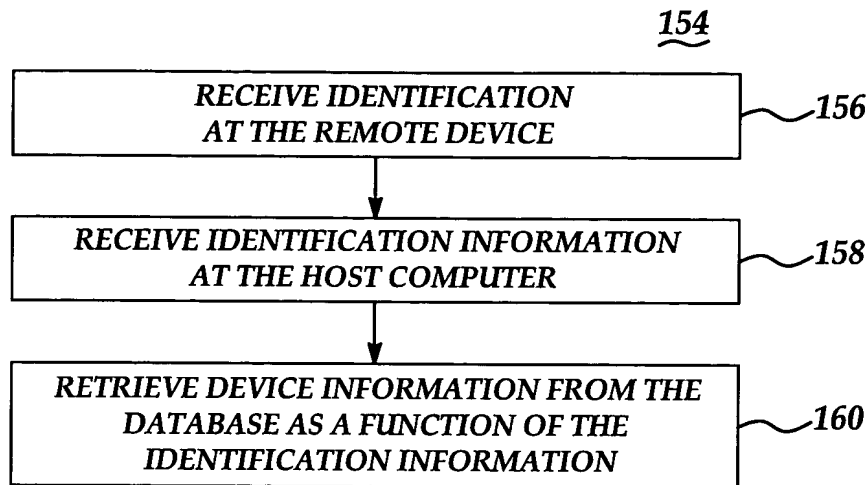 154
RECEIVE IDENTIFICATION
AT THE REMOTE DEVICE
156
RECEIVE IDENTIFICATION INFORMATION
AT THE HOST COMPUTER
158
RETRIEVE DEVICE INFORMATION FROM THE
DATABASE AS A FUNCTION OF THE
IDENTIFICATION INFORMATION
160